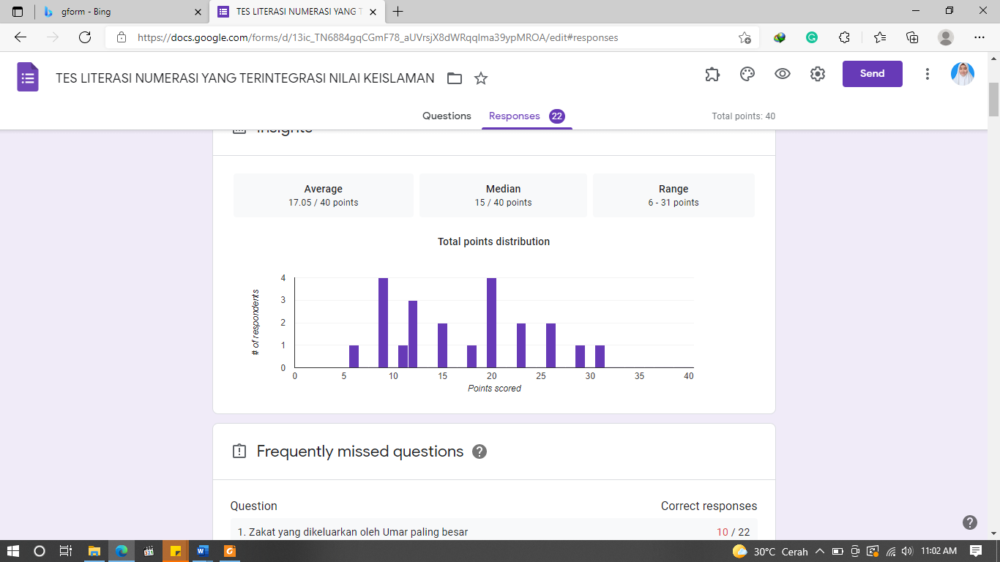 gform - Bing
TES LITERASI NUMERASI YANG T
https://docs.google.com/forms/d/13ic_TN6884gqCGmF78_aUVrsjX8dWRqqIma39ypMROA/edit#responses
TES LITERASI NUMERASI YANG TERINTEGRASI NILAI KEISLAMAN
Send
Questions
Responses 22
Total points: 40
Insights
Average
17.05 / 40 points
Median
15 / 40 points
Range
6 - 31 points
Total points distribution
# of respondents
4
3
2
1
0
0 5 10 15 20 25 30 35 40
Points scored
Frequently missed questions
Question Correct responses
1. Zakat yang dikeluarkan oleh Umar paling besar 10 / 22
30°C Cerah 11:02 AM